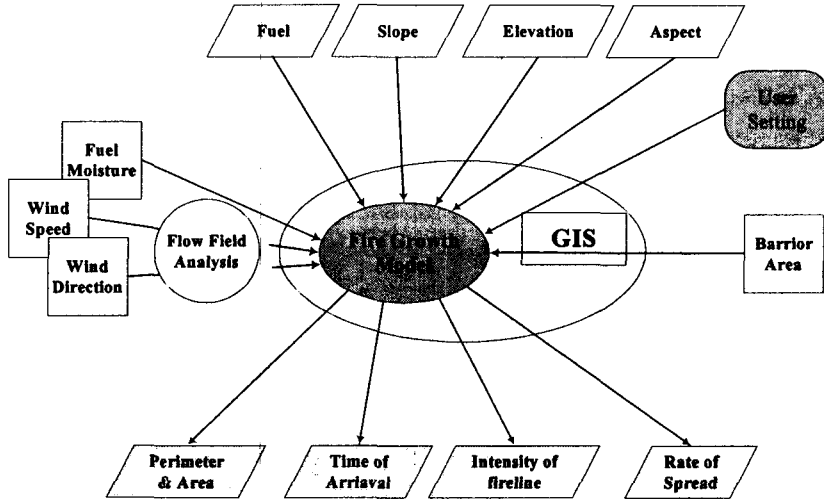 Fuel
Slope
Elevation
Aspect
User
Setting
Fuel
Moisture
Wind
Speed
Wind
Direction
Flow Field
Analysis
Fire Growth
Model
GIS
Barrior
Area
Perimeter
& Area
Time of
Arriaval
Intensity of
fireline
Rate of
Spread